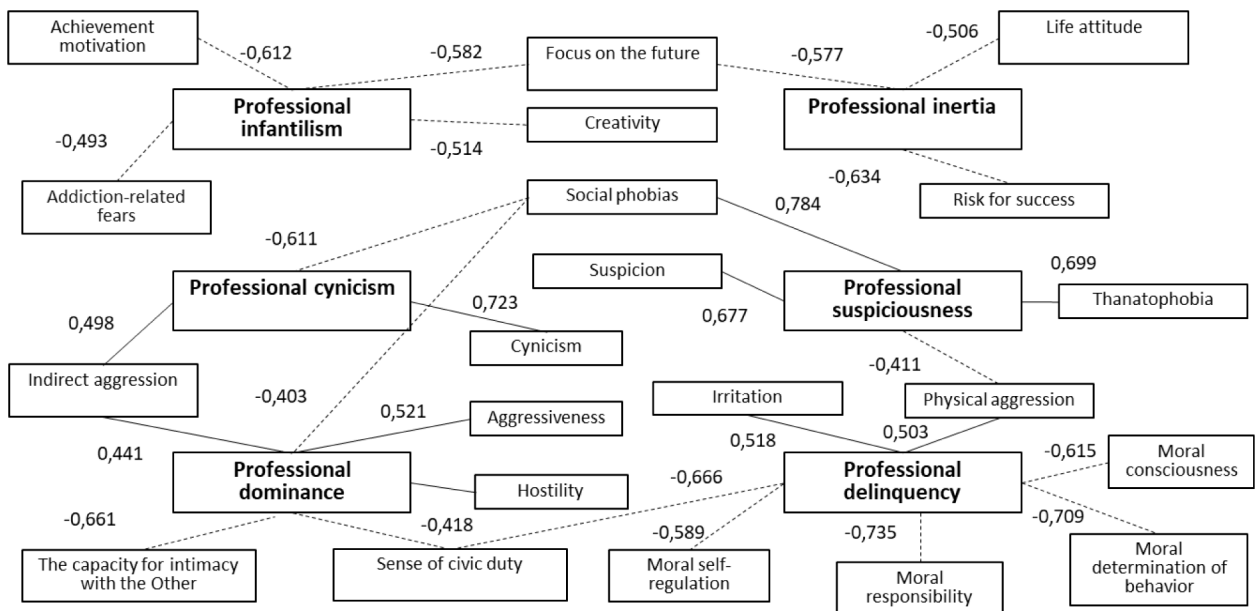 Achievement
motivation
-0,612
-0,582
Focus on the future
-0,577
-0,506
Life attitude
Professional
infantilism
Professional inertia
Creativity
-0,493
-0,514
Addiction-related
fears
Social phobias
-0,634
Risk for success
0,784
-0,611
Suspicion
0,699
Professional cynicism
Professional
suspiciousness
Thanatophobia
0,677
0,498
0,723
Cynicism
Indirect aggression
-0,411
-0,403
Irritation
Physical aggression
0,521
Aggressiveness
0,441
0,518
0,503
Professional
dominance
Professional
delinquency
-0,615
Moral
consciousness
-0,666
Hostility
-0,661
-0,418
-0,589
-0,735
-0,709
The capacity for intimacy
with the Other
Sense of civic duty
Moral self-
regulation
Moral
responsibility
Moral
determination of
behavior